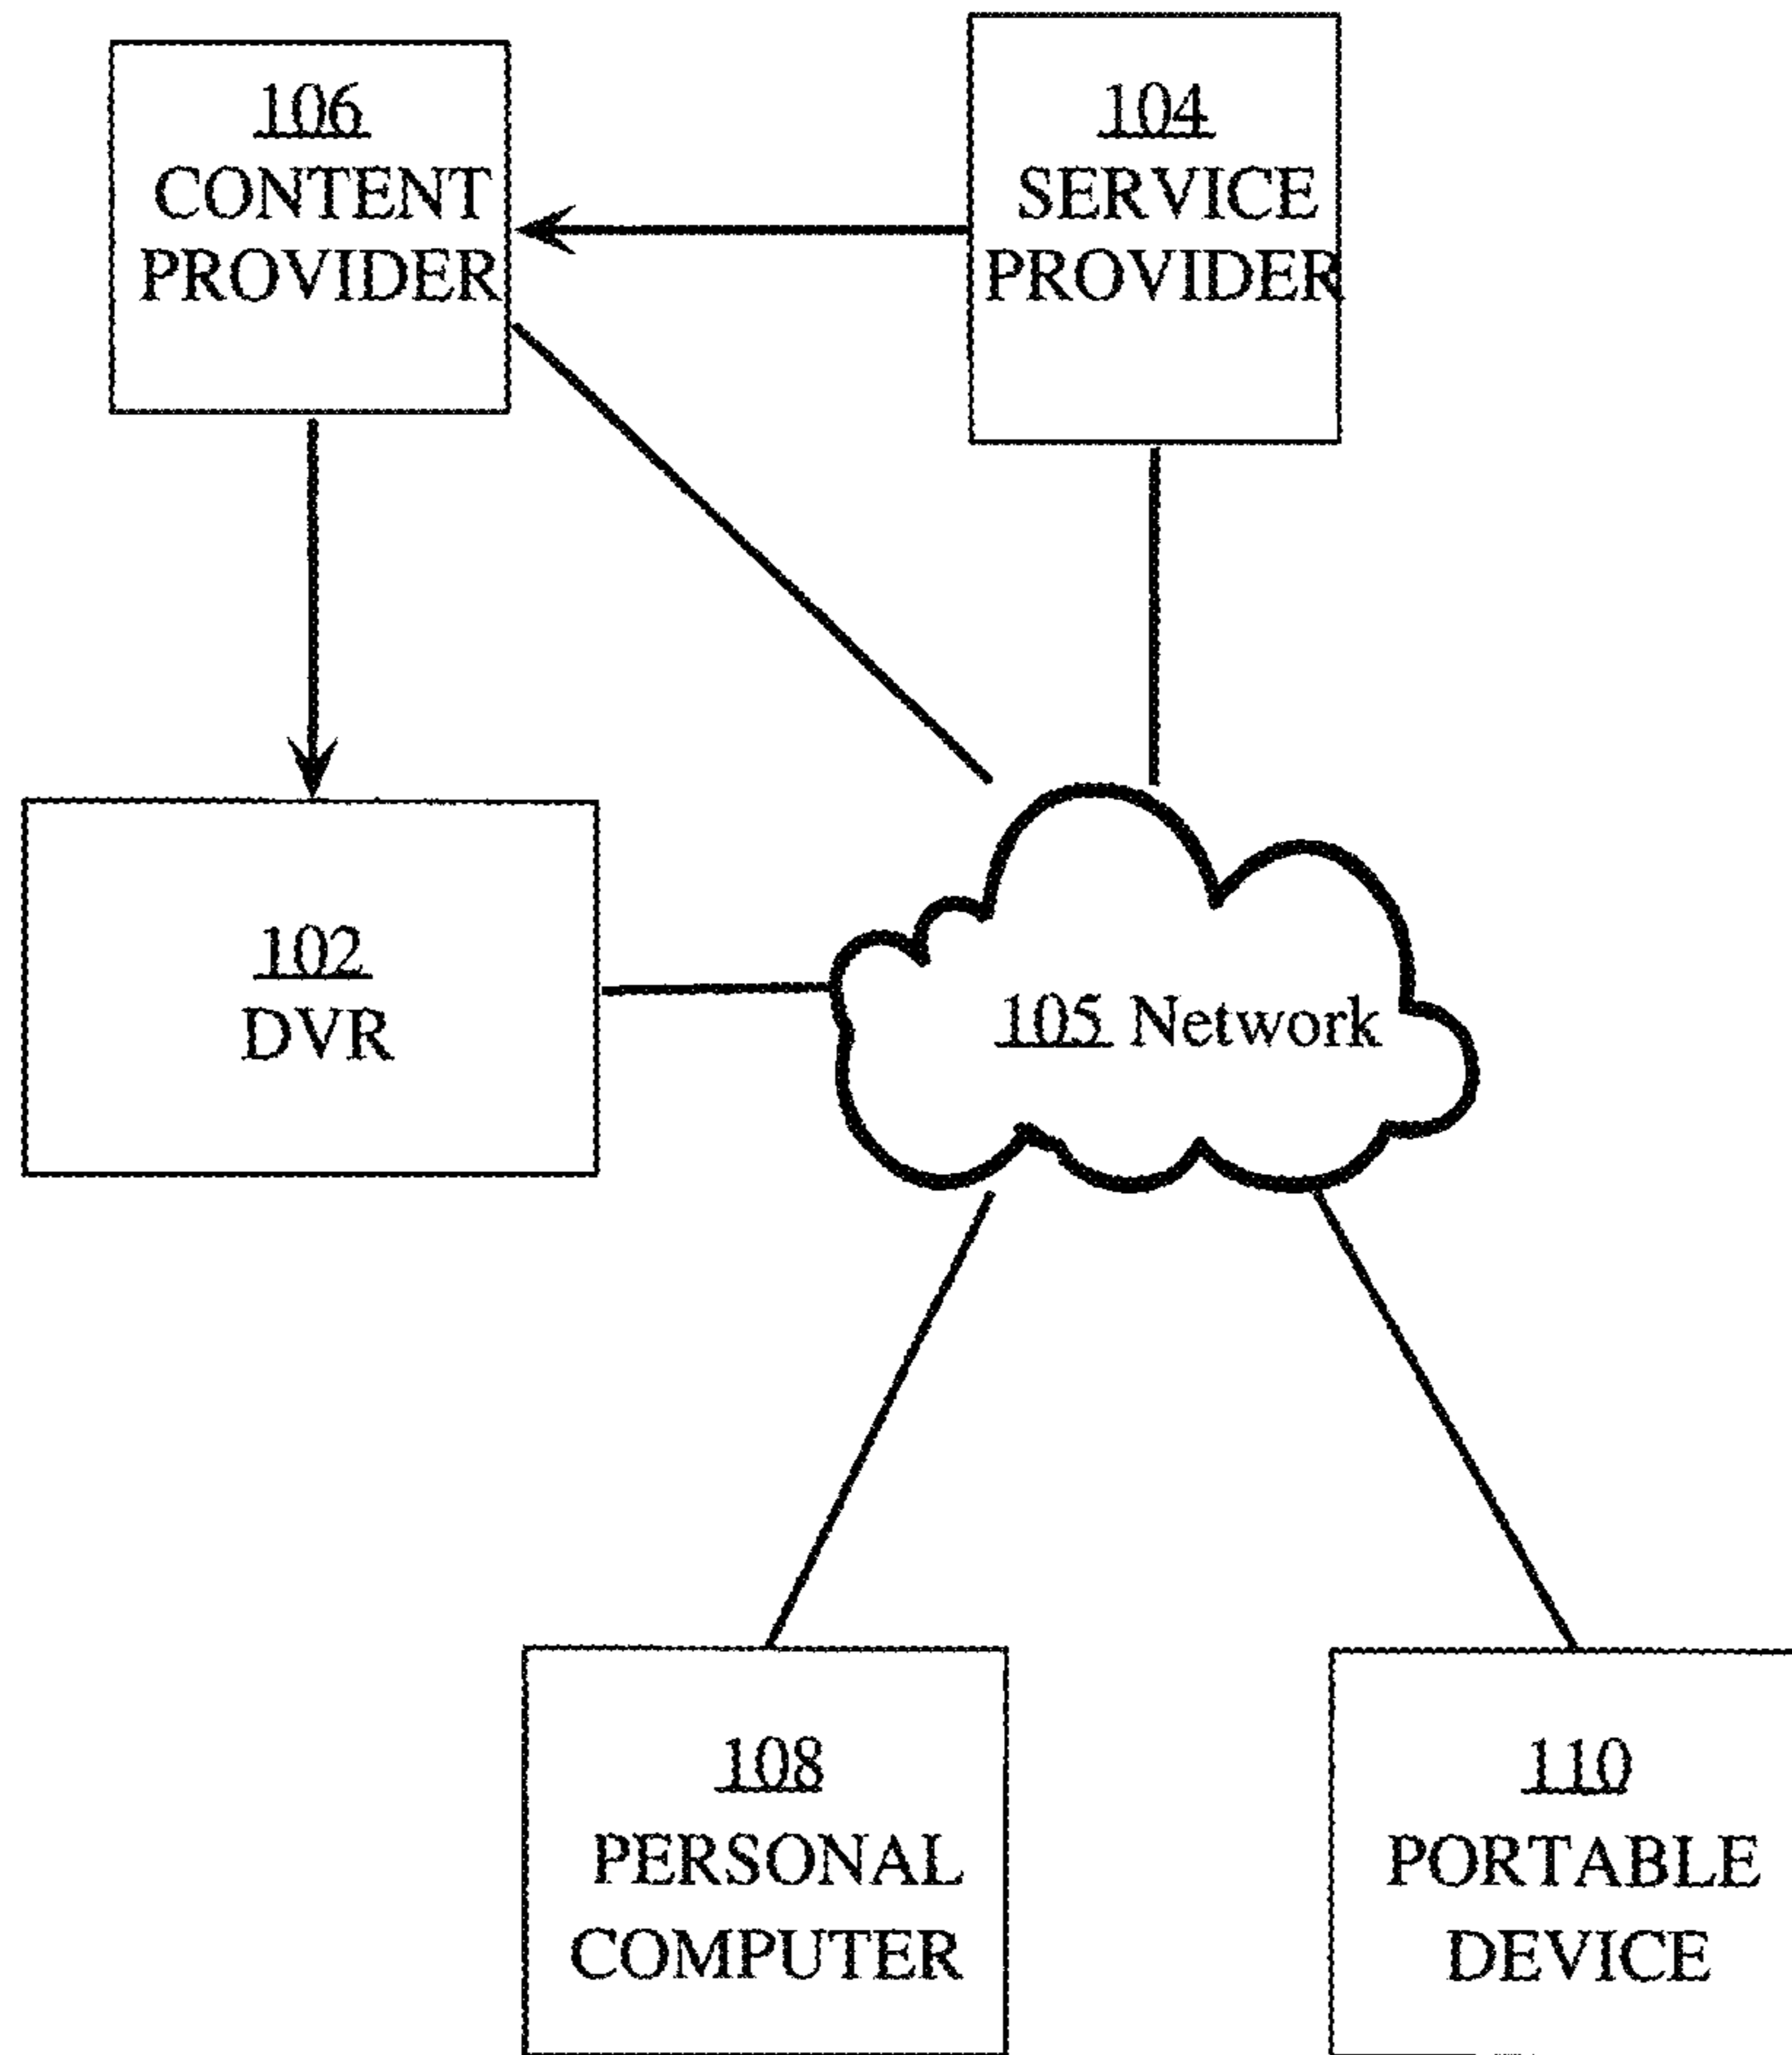 106
CONTENT
PROVIDER
104
SERVICE
PROVIDER
102
DVR
105 Network
108
PERSONAL
COMPUTER
110
PORTABLE
DEVICE